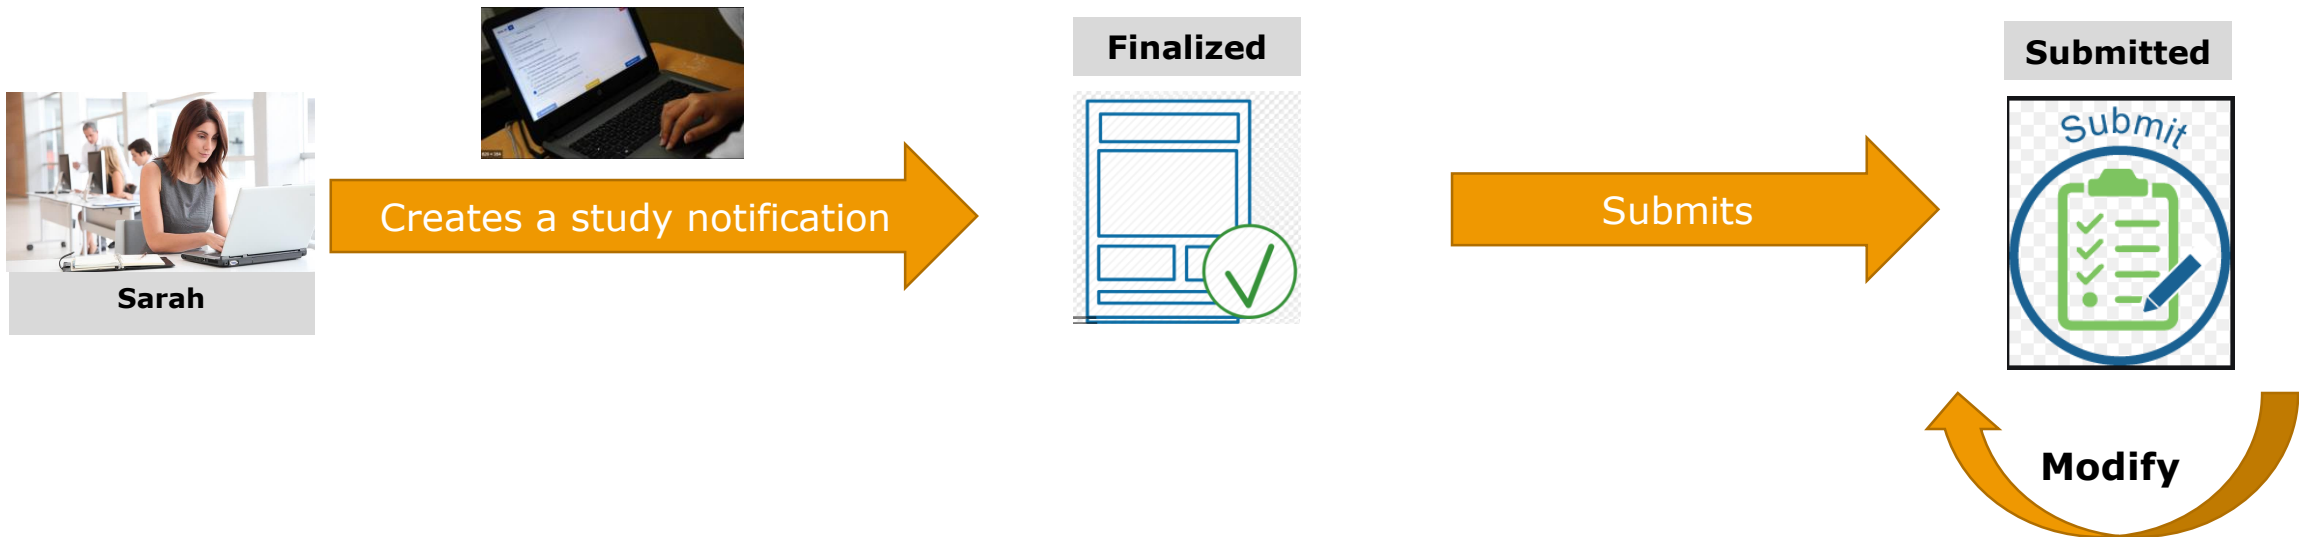 Sarah
Creates a study notification
Finalized
Submits
Submitted
Submit
Modify